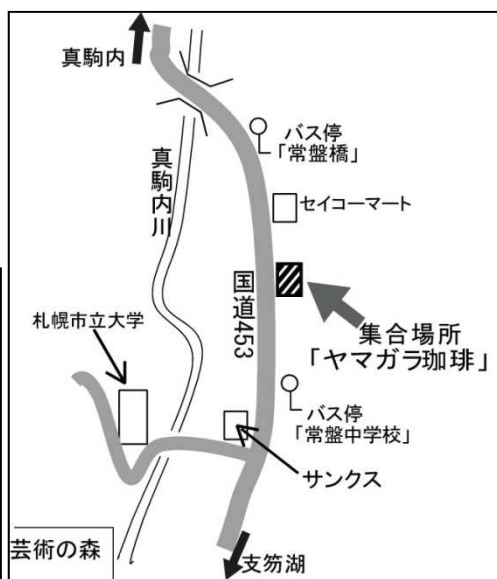 真駒内
バス停
「常盤橋」
真駒内川
セイコーマート
国道453
札幌市立大学
集合場所
「ヤマガラ珈琲」
バス停
「常盤中学校」
サンクス
芸術の森
支笏湖